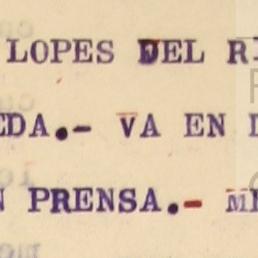 LOPES DEL R
EDA.- VA EN
N PRENSA.- M